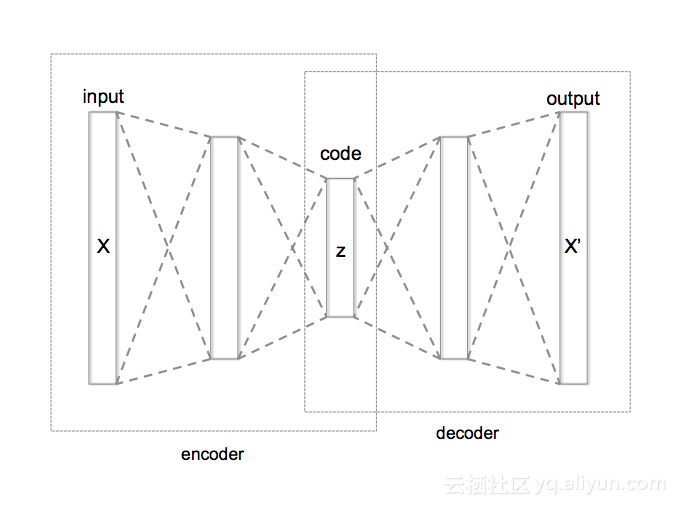 input
output
code
X
z
X’
decoder
encoder
云栖社区 yq.aliyun.com